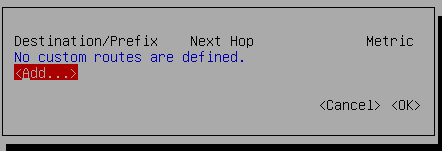 Destination/Prefix Next Hop Metric
No custom routes are defined.
<Add...>
<Cancel> <OK>